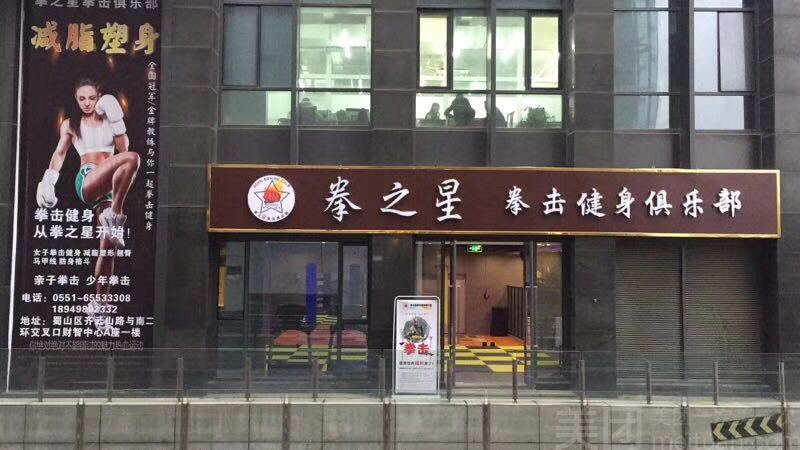 拳之星拳击俱乐部
减脂塑身
全国冠军/金牌教练与你一起拳击健身
拳击健身
从拳之星开始!
女子拳击健身 减脂塑形 翘臀
马甲线 防身格斗
亲子拳击 少年拳击
电话：0551-65533308
地址：蜀山区齐云山路与南二
环交叉口财智中心A座一楼
拳之星 拳击健身俱乐部
拳击
美团